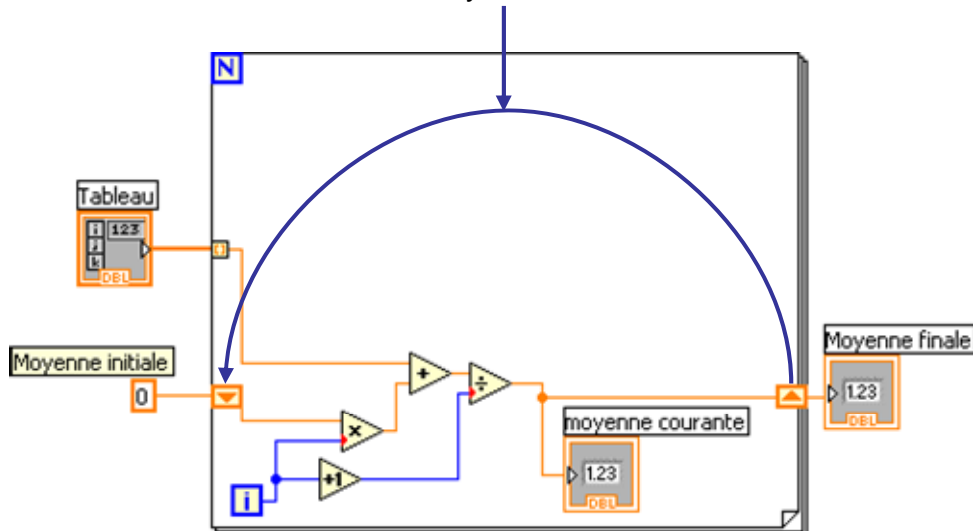 N
Tableau
i
j
k
123
DBL
Moyenne initiale
0
+
÷
×
+1
i
moyenne courante
1.23
DBL
Moyenne finale
1.23
DBL